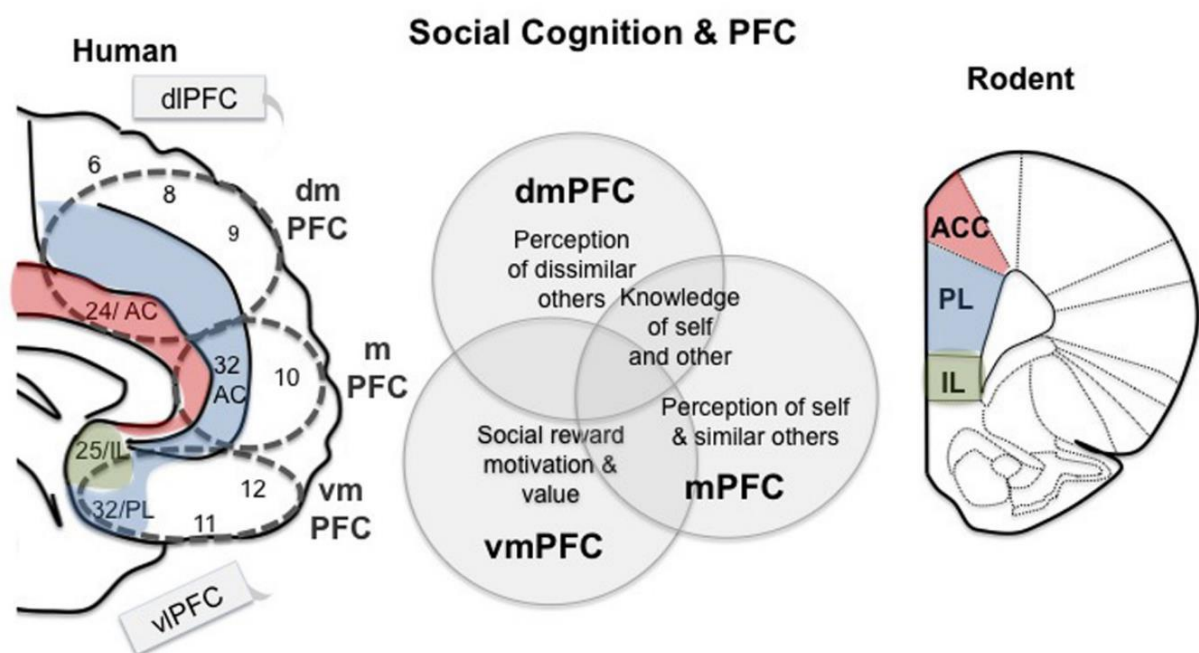 Social Cognition & PFC
Human
dlPFC
6
8
9
dm
PFC
24/ AC
32
AC
10
m
PFC
25/IL
32/PL
12
11
vm
PFC
vlPFC
dmPFC
Perception
of dissimilar
others
Knowledge
of self
and other
Perception of self
& similar others
mPFC
Social reward
motivation &
value
vmPFC
Rodent
ACC
PL
IL